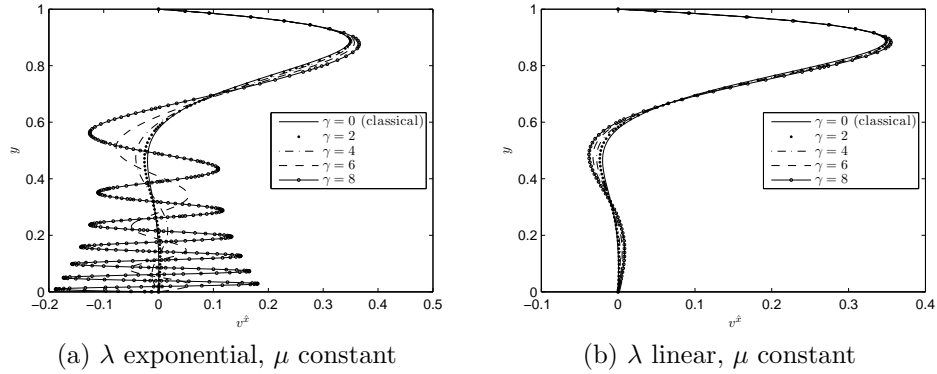 1
0.8
0.6
0.4
0.2
0
y
−0.2 −0.1 0 0.1 0.2 0.3 0.4 0.5
v^x̂
γ = 0 (classical)
γ = 2
γ = 4
γ = 6
γ = 8
(a) λ exponential, μ constant
1
0.8
0.6
0.4
0.2
0
y
−0.1 0 0.1 0.2 0.3 0.4
v^x̂
γ = 0 (classical)
γ = 2
γ = 4
γ = 6
γ = 8
(b) λ linear, μ constant